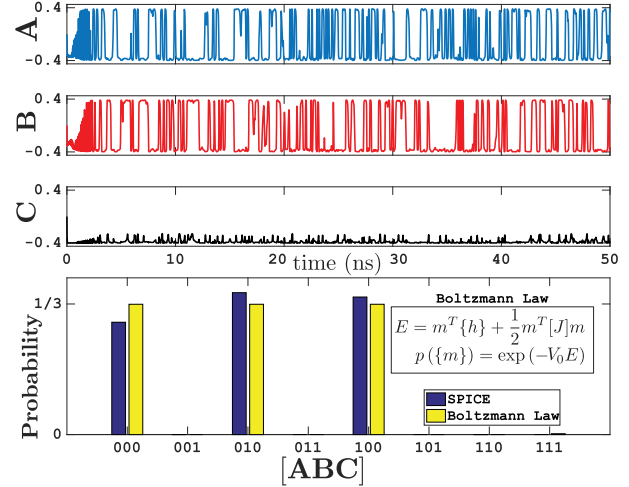 A
0.4
-0.4
B
0.4
-0.4
C
0.4
-0.4
0 10 20 30 40 50
time (ns)
Probability
1/3
0
Boltzmann Law
E = m^T{h} + 1/2 m^T[J]m
p({m}) = exp(−V₀E)
SPICE
Boltzmann Law
000 001 010 011 100 101 110 111
[ABC]